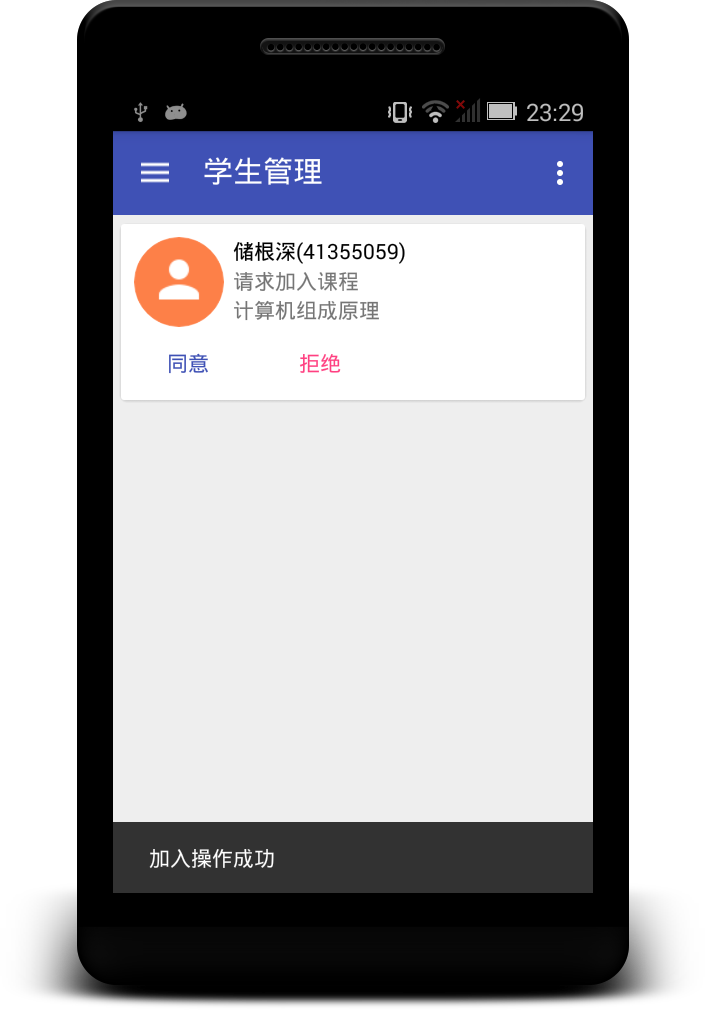 23:29
学生管理
储根深(41355059)
请求加入课程
计算机组成原理
同意 拒绝
加入操作成功